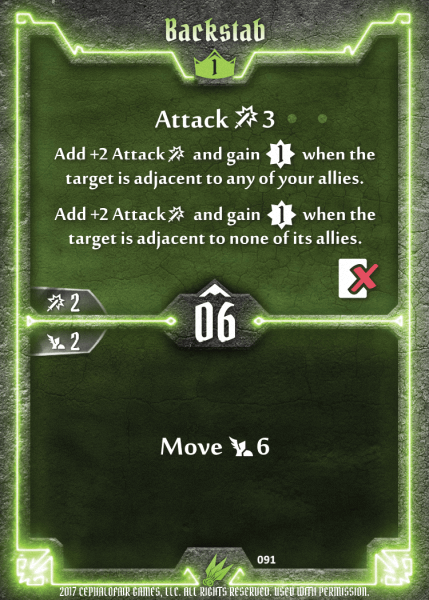 Backstab
1
Attack 3
Add +2 Attack and gain 1 when the
target is adjacent to any of your allies.
Add +2 Attack and gain 1 when the
target is adjacent to none of its allies.
2
06
2
Move 6
091
2017 CEPHALOFAIR GAMES, LLC. ALL RIGHTS RESERVED. USED WITH PERMISSION.